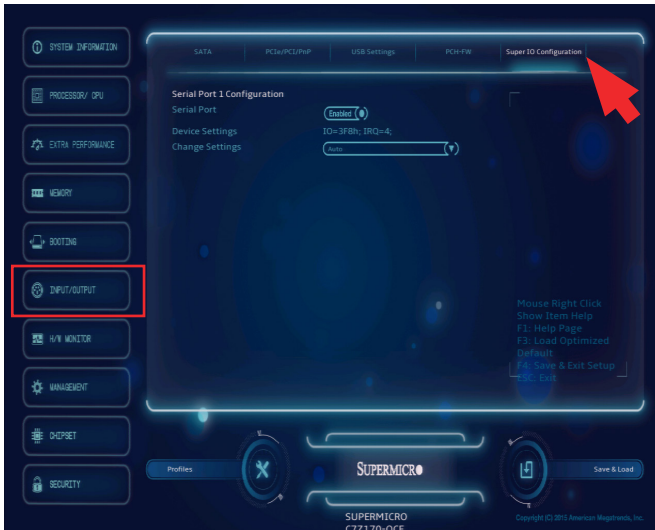 SYSTEM INFORMATION
PROCESSOR/ CPU
EXTRA PERFORMANCE
MEMORY
BOOTING
INPUT/OUTPUT
H/W MONITOR
MANAGEMENT
CHIPSET
SECURITY
SATA
PCIe/PCI/PnP
USB Settings
PCH-FW
Super IO Configuration
Serial Port 1 Configuration
Serial Port
Enabled
Device Settings
IO=3F8h; IRQ=4;
Change Settings
Auto
Mouse Right Click
Show Item Help
F1: Help Page
F3: Load Optimized
Default
F4: Save & Exit Setup
ESC: Exit
Profiles
SUPERMICRO
Save & Load
SUPERMICRO
C7Z170-OCE
Copyright (C) 2015 American Megatrends, Inc.